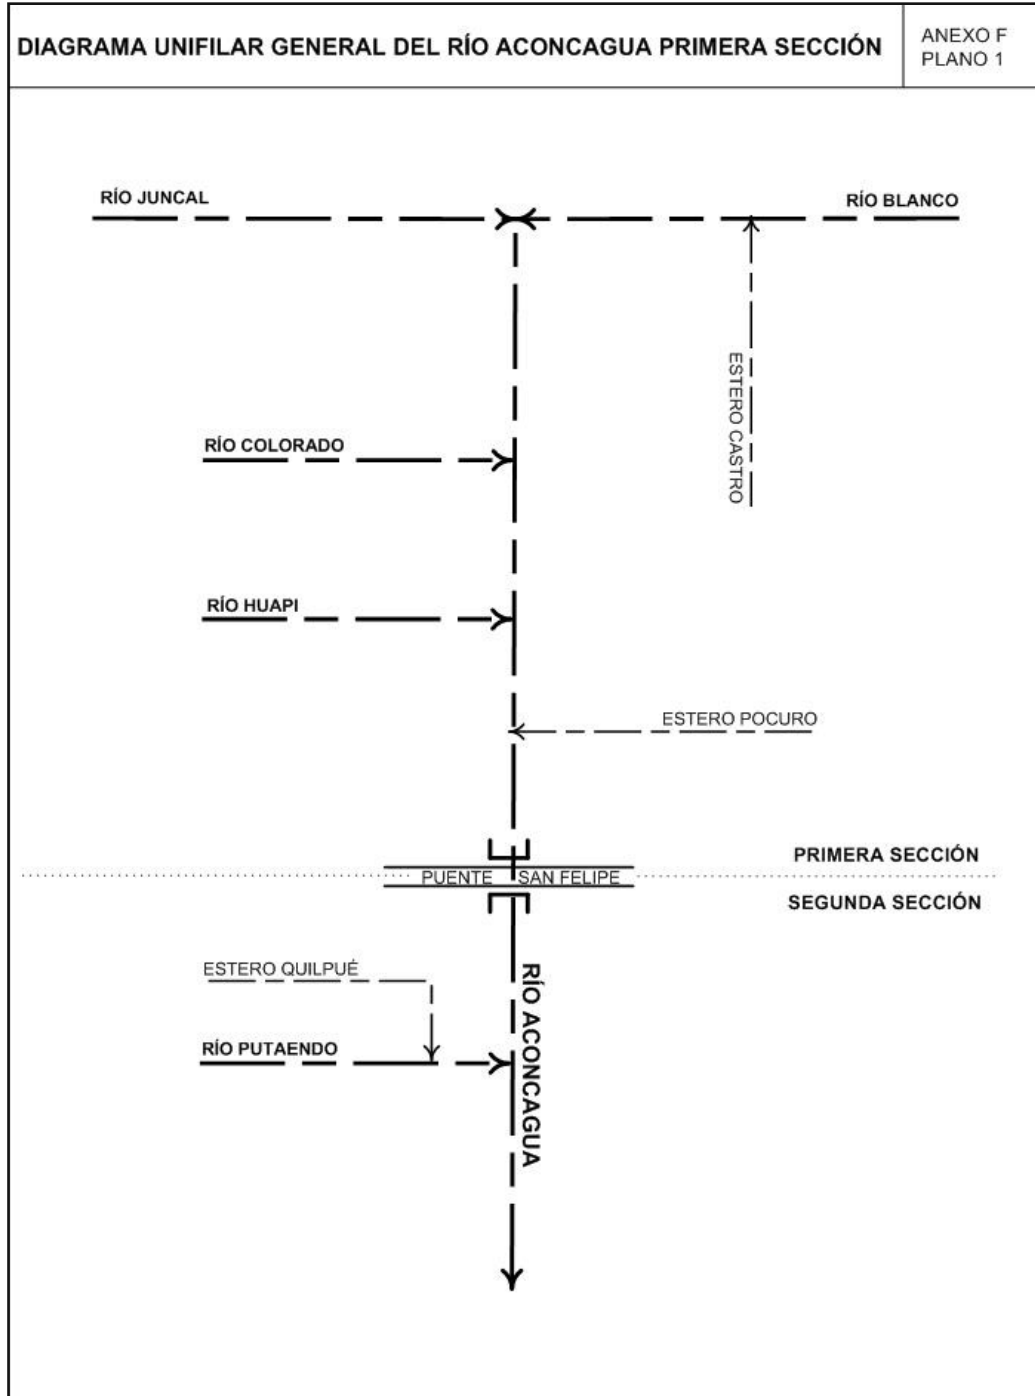 DIAGRAMA UNIFILAR GENERAL DEL RÍO ACONCAGUA PRIMERA SECCIÓN
ANEXO F
PLANO 1
RÍO JUNCAL
RÍO BLANCO
ESTERO CASTRO
RÍO COLORADO
RÍO HUAPI
ESTERO POCURO
PRIMERA SECCIÓN
PUENTE SAN FELIPE
SEGUNDA SECCIÓN
ESTERO QUILPUÉ
RÍO ACONCAGUA
RÍO PUTAENDO